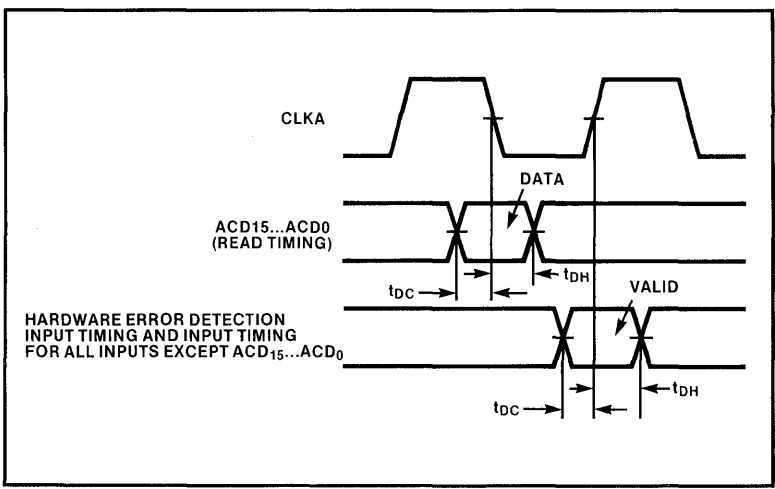 CLKA
DATA
ACD15...ACD0
(READ TIMING)
tDC
tDH
VALID
HARDWARE ERROR DETECTION
INPUT TIMING AND INPUT TIMING
FOR ALL INPUTS EXCEPT ACD15...ACD0
tDC
tDH